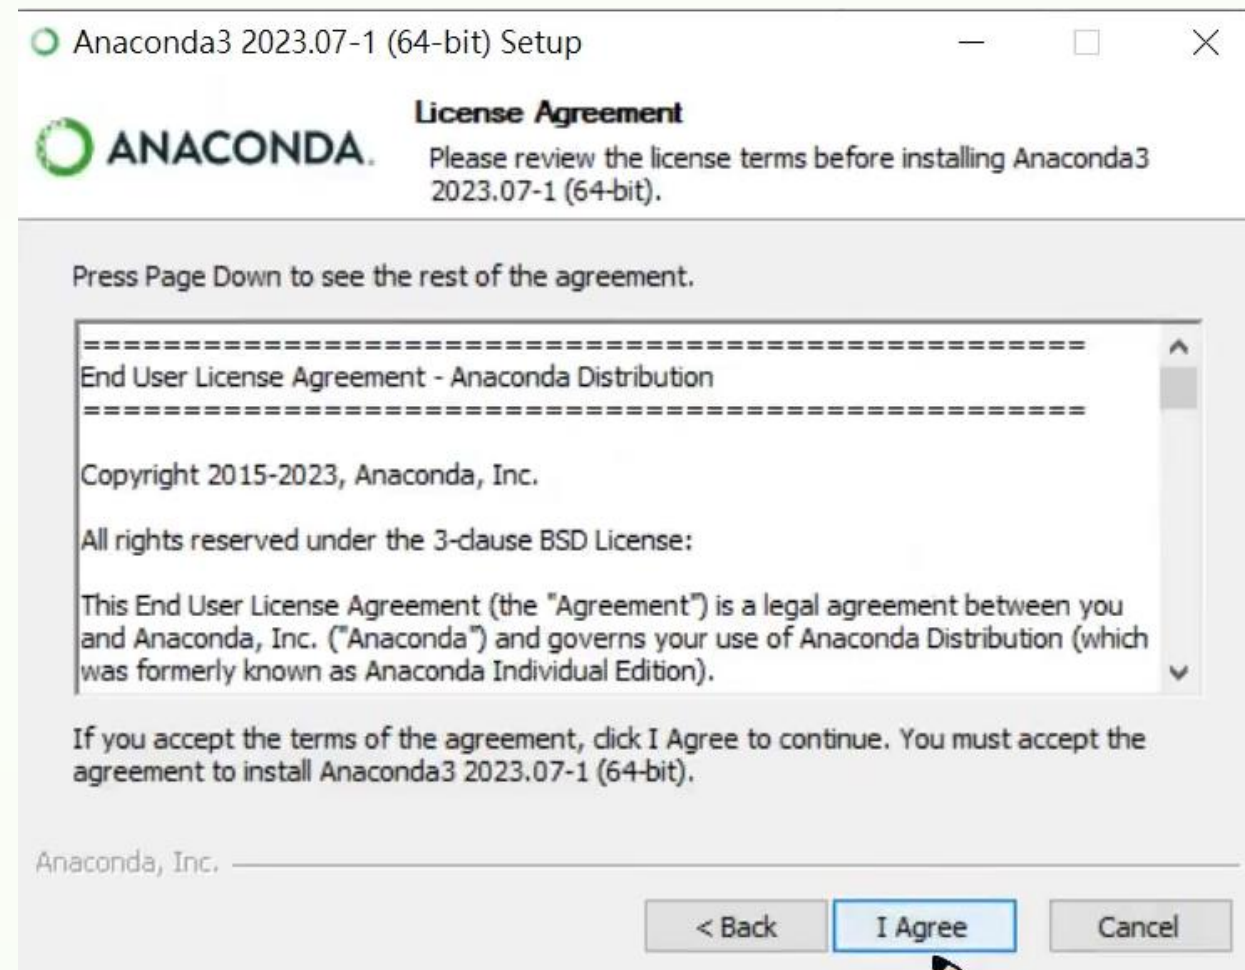 Anaconda3 2023.07-1 (64-bit) Setup
ANACONDA.
License Agreement
Please review the license terms before installing Anaconda3
2023.07-1 (64-bit).
Press Page Down to see the rest of the agreement.
==================================================
End User License Agreement - Anaconda Distribution
==================================================
Copyright 2015-2023, Anaconda, Inc.
All rights reserved under the 3-clause BSD License:
This End User License Agreement (the "Agreement") is a legal agreement between you
and Anaconda, Inc. ("Anaconda") and governs your use of Anaconda Distribution (which
was formerly known as Anaconda Individual Edition).
If you accept the terms of the agreement, click I Agree to continue. You must accept the
agreement to install Anaconda3 2023.07-1 (64-bit).
Anaconda, Inc.
< Back
I Agree
Cancel